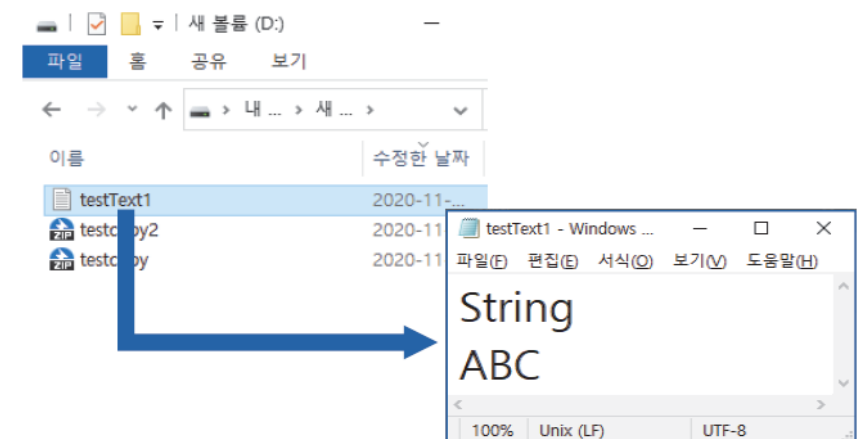 새 볼륨 (D:)
파일 홈 공유 보기
내 ... 새 ...
이름 수정한 날짜
testText1 2020-11-...
2020-11
2020-11
testText1 - Windows ...
파일(F) 편집(E) 서식(O) 보기(V) 도움말(H)
String
ABC
100% Unix (LF) UTF-8